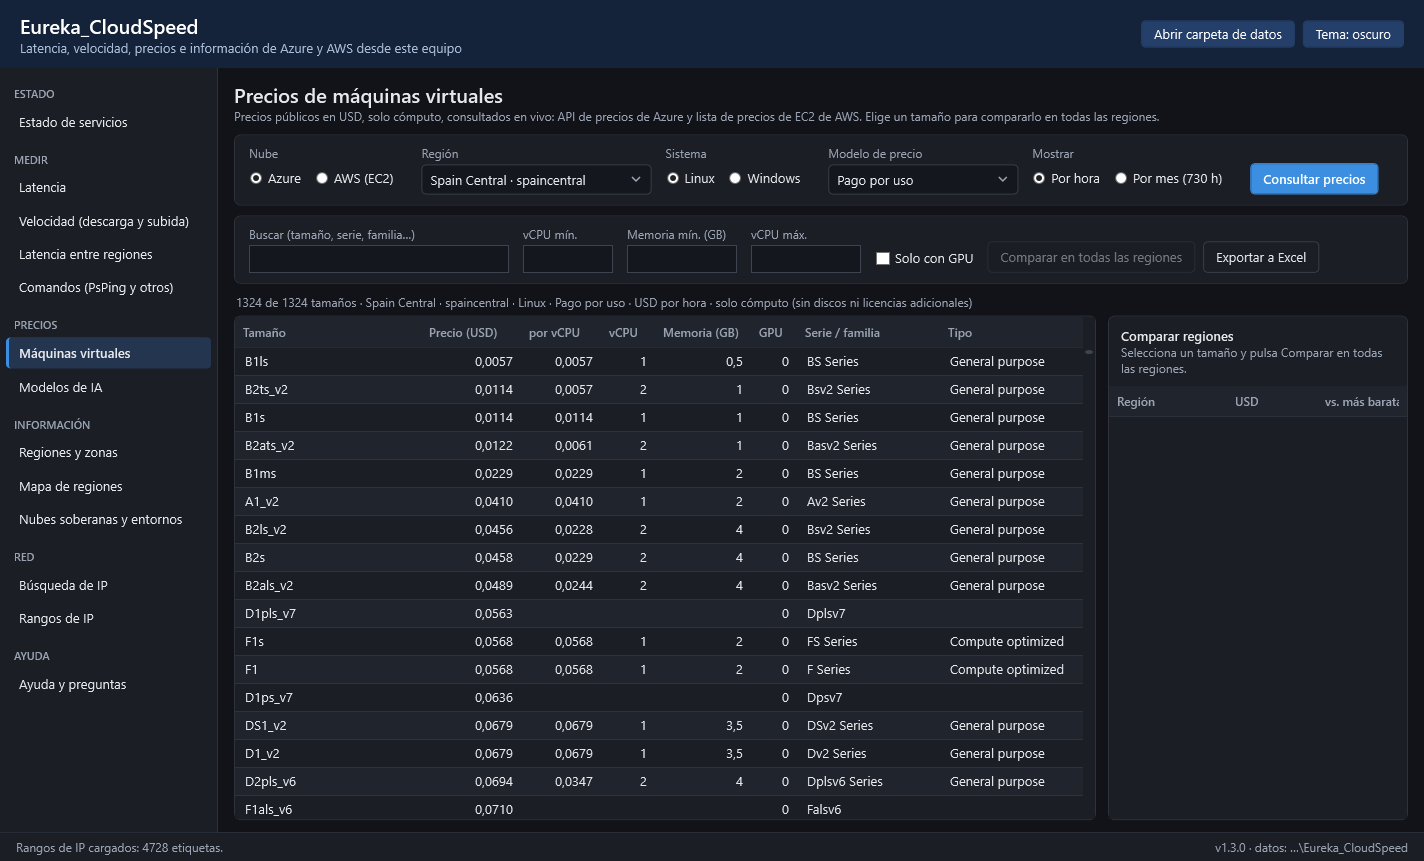 Eureka_CloudSpeed
Latencia, velocidad, precios e información de Azure y AWS desde este equipo
Abrir carpeta de datos
Tema: oscuro
ESTADO
Estado de servicios
MEDIR
Latencia
Velocidad (descarga y subida)
Latencia entre regiones
Comandos (PsPing y otros)
PRECIOS
Máquinas virtuales
Modelos de IA
INFORMACIÓN
Regiones y zonas
Mapa de regiones
Nubes soberanas y entornos
RED
Búsqueda de IP
Rangos de IP
AYUDA
Ayuda y preguntas
Precios de máquinas virtuales
Precios públicos en USD, solo cómputo, consultados en vivo: API de precios de Azure y lista de precios de EC2 de AWS. Elige un tamaño para compararlo en todas las regiones.
Nube Región Sistema Modelo de precio Mostrar
Azure AWS (EC2) Spain Central · spaincentral Linux Windows Pago por uso Por hora Por mes (730 h) Consultar precios
Buscar (tamaño, serie, familia...) vCPU mín. Memoria mín. (GB) vCPU máx.
Solo con GPU Comparar en todas las regiones Exportar a Excel
1324 de 1324 tamaños · Spain Central · spaincentral · Linux · Pago por uso · USD por hora · solo cómputo (sin discos ni licencias adicionales)
Tamaño Precio (USD) por vCPU vCPU Memoria (GB) GPU Serie / familia Tipo
B1ls 0,0057 0,0057 1 0,5 0 BS Series General purpose
B2ts_v2 0,0114 0,0057 2 1 0 Bsv2 Series General purpose
B1s 0,0114 0,0114 1 1 0 BS Series General purpose
B2ats_v2 0,0122 0,0061 2 1 0 Basv2 Series General purpose
B1ms 0,0229 0,0229 1 2 0 BS Series General purpose
A1_v2 0,0410 0,0410 1 2 0 Av2 Series General purpose
B2ls_v2 0,0456 0,0228 2 4 0 Bsv2 Series General purpose
B2s 0,0458 0,0229 2 4 0 BS Series General purpose
B2als_v2 0,0489 0,0244 2 4 0 Basv2 Series General purpose
D1pls_v7 0,0563 0 Dplsv7
F1s 0,0568 0,0568 1 2 0 FS Series Compute optimized
F1 0,0568 0,0568 1 2 0 F Series Compute optimized
D1ps_v7 0,0636 0 Dpsv7
DS1_v2 0,0679 0,0679 1 3,5 0 DSv2 Series General purpose
D1_v2 0,0679 0,0679 1 3,5 0 Dv2 Series General purpose
D2pls_v6 0,0694 0,0347 2 4 0 Dplsv6 Series General purpose
F1als_v6 0,0710 0 Falsv6
Comparar regiones
Selecciona un tamaño y pulsa Comparar en todas
las regiones.
Región USD vs. más barata
Rangos de IP cargados: 4728 etiquetas.
v1.3.0 · datos: ...\Eureka_CloudSpeed